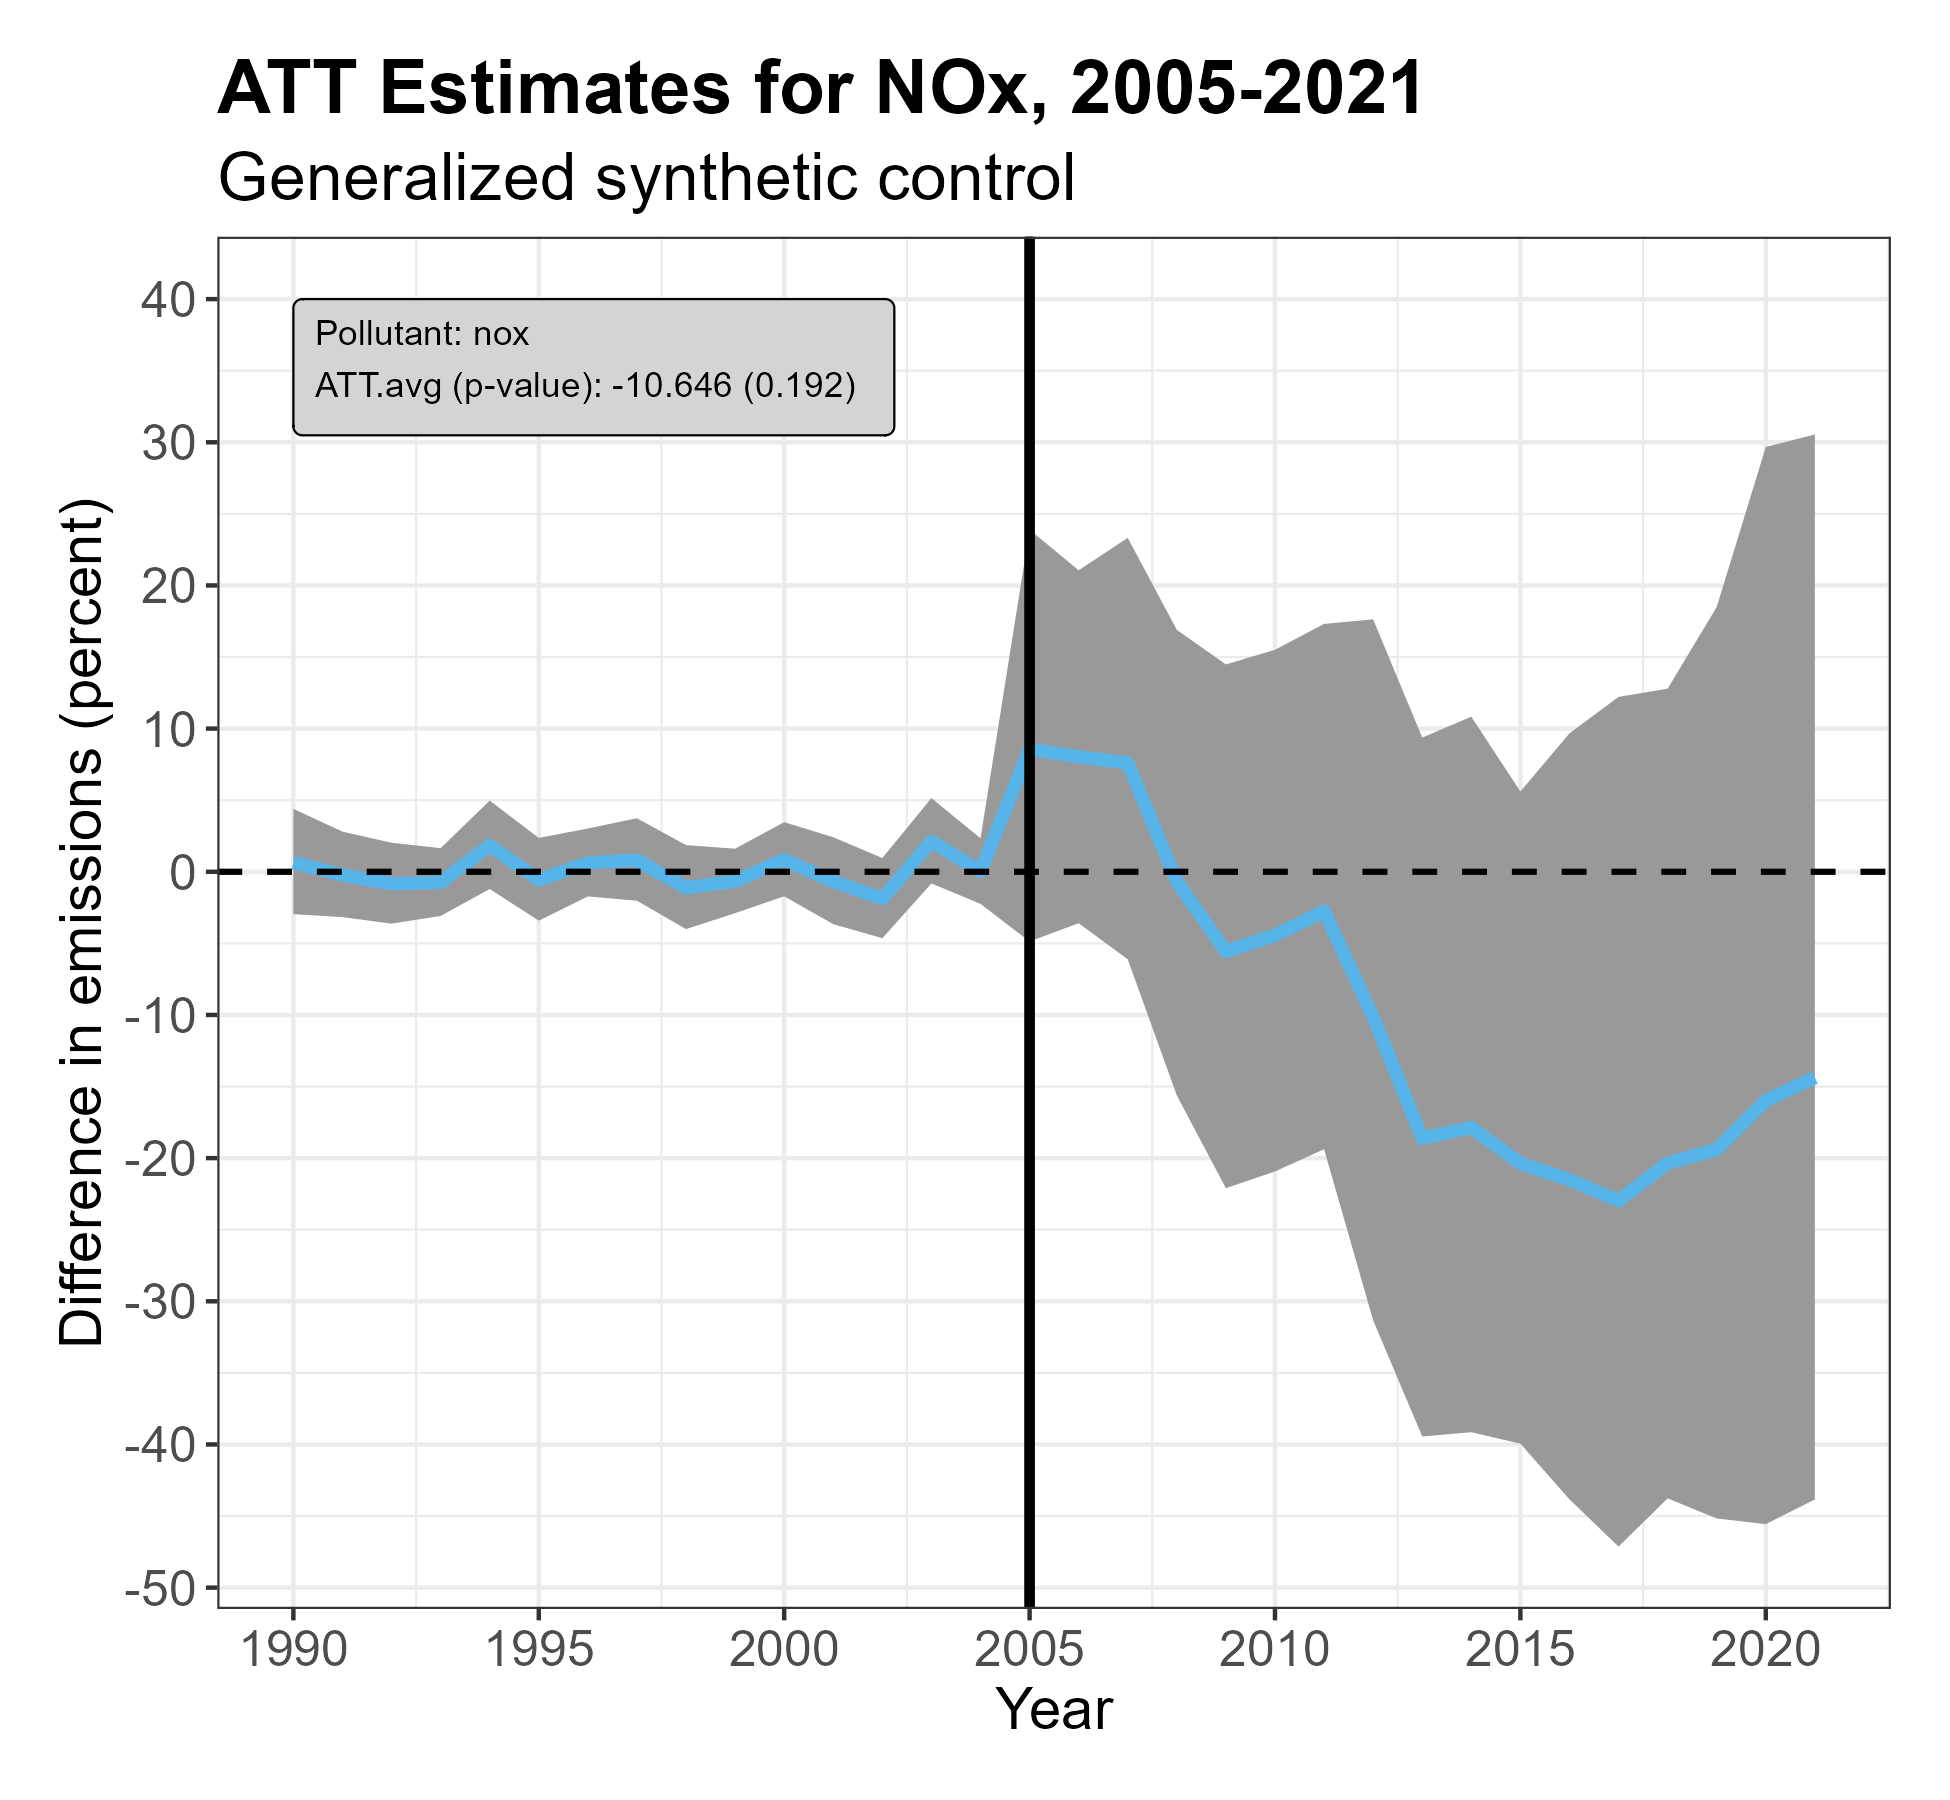 ATT Estimates for NOx, 2005-2021
Generalized synthetic control
Pollutant: nox
ATT.avg (p-value): -10.646 (0.192)
Difference in emissions (percent)
40
30
20
10
0
-10
-20
-30
-40
-50
1990 1995 2000 2005 2010 2015 2020
Year